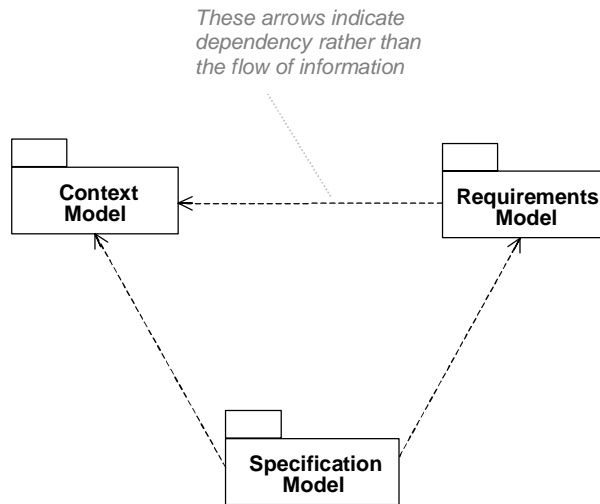 These arrows indicate
dependency rather than
the flow of information
Context
Model
Requirements
Model
Specification
Model